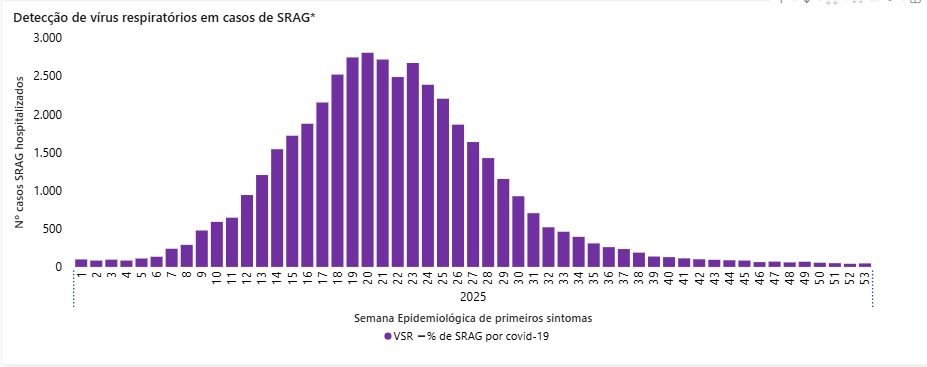 Detecção de vírus respiratórios em casos de SRAG*
Nº casos SRAG hospitalizados
3.000
2.500
2.000
1.500
1.000
500
0
1 2 3 4 5 6 7 8 9 10 11 12 13 14 15 16 17 18 19 20 21 22 23 24 25 26 27 28 29 30 31 32 33 34 35 36 37 38 39 40 41 42 43 44 45 46 47 48 49 50 51 52 53
2025
Semana Epidemiológica de primeiros sintomas
VSR % de SRAG por covid-19